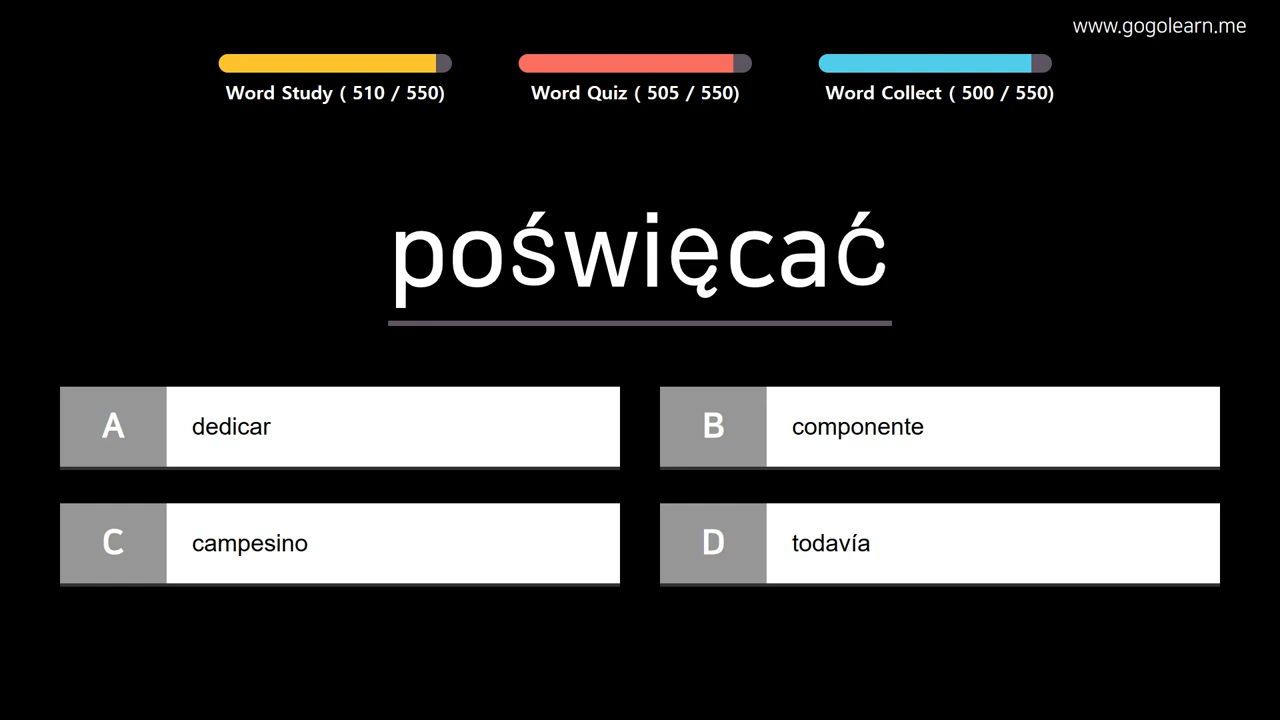 www.gogolearn.me
Word Study ( 510 / 550)
Word Quiz ( 505 / 550)
Word Collect ( 500 / 550)
poświęcać
A dedicar
B componente
C campesino
D todavía